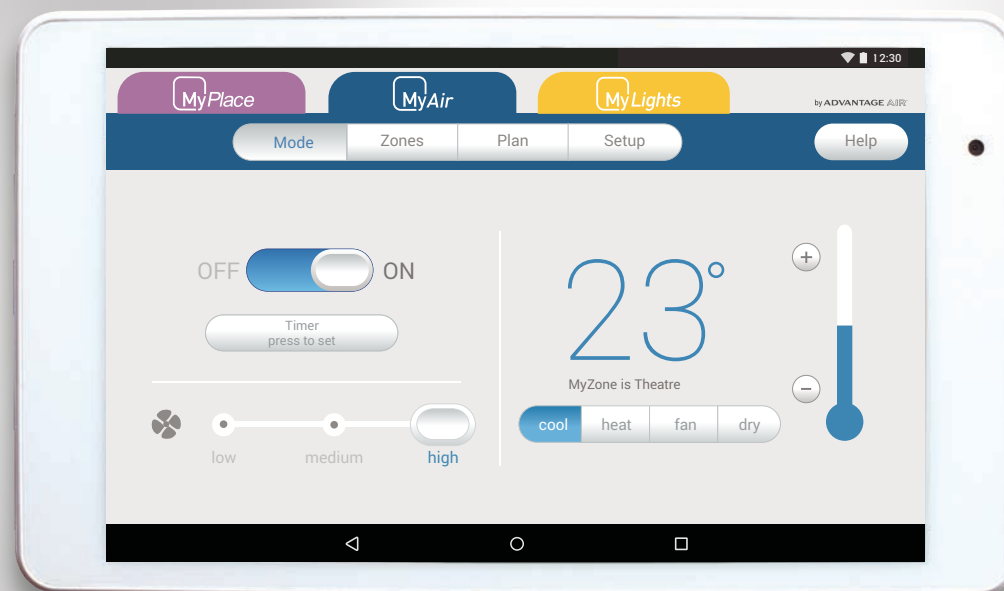 12:30
MyPlace
MyAir
MyLights
by ADVANTAGE AIR
Mode
Zones
Plan
Setup
Help
OFF
ON
Timer
press to set
low
medium
high
23°
MyZone is Theatre
cool
heat
fan
dry